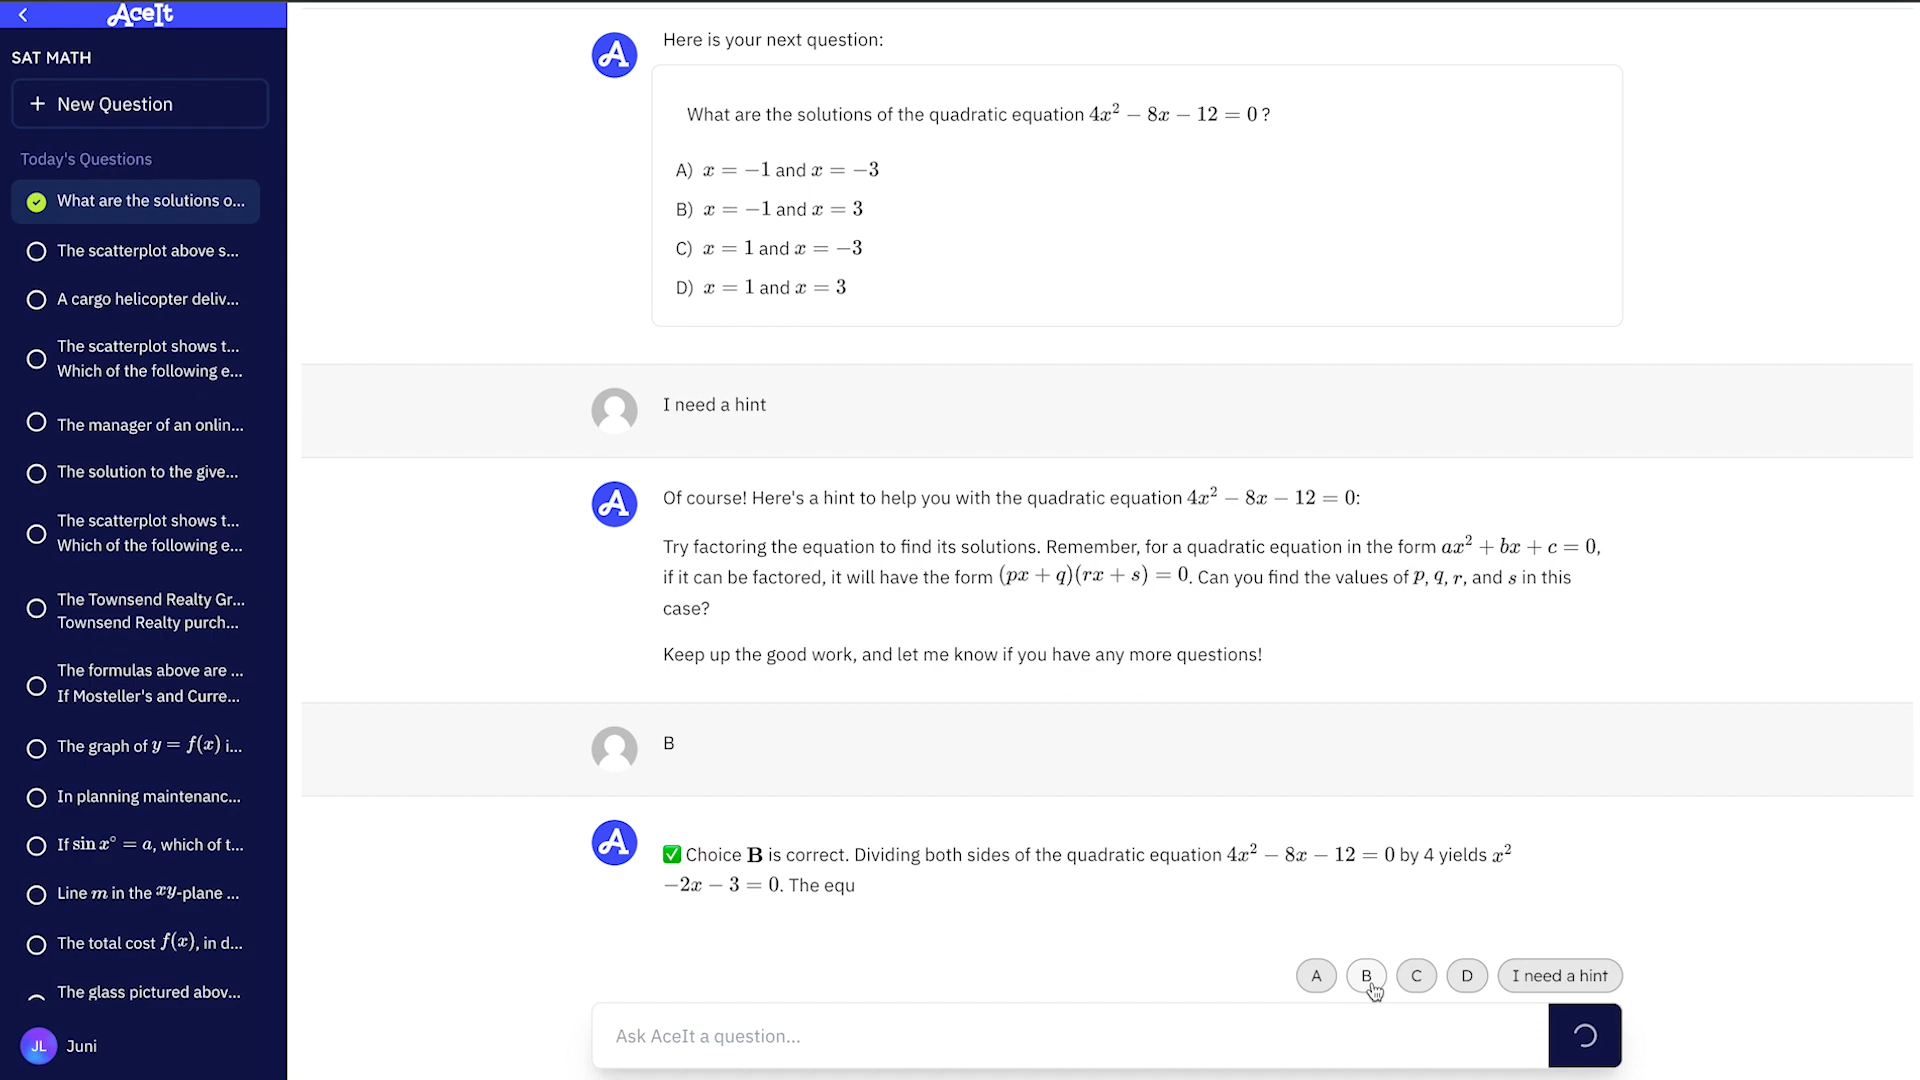 AceIt
SAT MATH
+ New Question
Today's Questions
What are the solutions o...
The scatterplot above s...
A cargo helicopter deliv...
The scatterplot shows t...
Which of the following e...
The manager of an onlin...
The solution to the give...
The scatterplot shows t...
Which of the following e...
The Townsend Realty Gr...
Townsend Realty purch...
The formulas above are ...
If Mosteller's and Curre...
The graph of y = f(x) i...
In planning maintenanc...
If sin x° = a, which of t...
Line m in the xy-plane ...
The total cost f(x), in d...
The glass pictured abov...
JL Juni
Here is your next question:
What are the solutions of the quadratic equation 4x² − 8x − 12 = 0 ?
A) x = −1 and x = −3
B) x = −1 and x = 3
C) x = 1 and x = −3
D) x = 1 and x = 3
I need a hint
Of course! Here's a hint to help you with the quadratic equation 4x² − 8x − 12 = 0:
Try factoring the equation to find its solutions. Remember, for a quadratic equation in the form ax² + bx + c = 0,
if it can be factored, it will have the form (px + q)(rx + s) = 0. Can you find the values of p, q, r, and s in this
case?
Keep up the good work, and let me know if you have any more questions!
B
✅ Choice B is correct. Dividing both sides of the quadratic equation 4x² − 8x − 12 = 0 by 4 yields x²
−2x − 3 = 0. The equ
A B C D I need a hint
Ask AceIt a question...